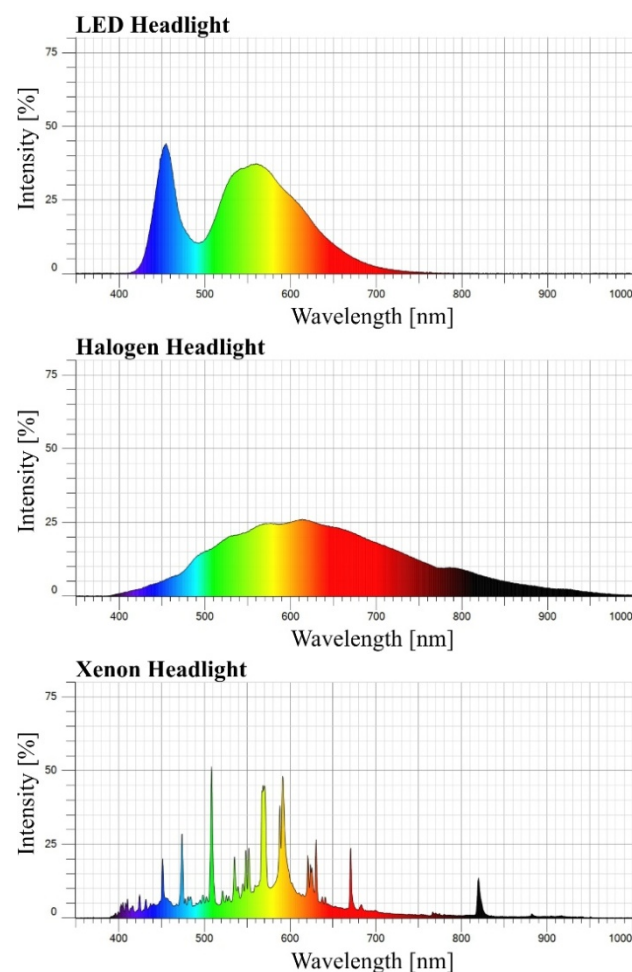 LED Headlight
75
50
25
0
Intensity [%]
400 500 600 700 800 900 1000
Wavelength [nm]
Halogen Headlight
75
50
25
0
Intensity [%]
400 500 600 700 800 900 1000
Wavelength [nm]
Xenon Headlight
75
50
25
0
Intensity [%]
400 500 600 700 800 900 1000
Wavelength [nm]